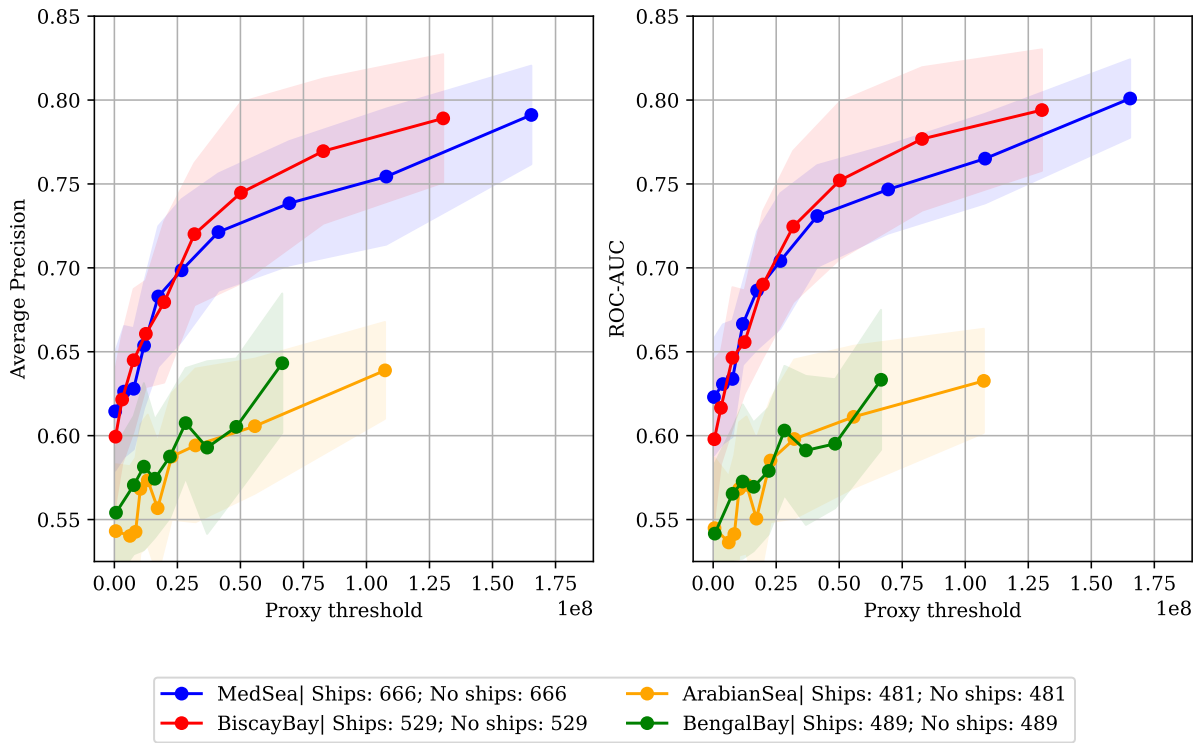 0.85
0.80
0.75
0.70
0.65
0.60
0.55
Average Precision
0.00 0.25 0.50 0.75 1.00 1.25 1.50 1.75
1e8
Proxy threshold
0.85
0.80
0.75
0.70
0.65
0.60
0.55
ROC-AUC
0.00 0.25 0.50 0.75 1.00 1.25 1.50 1.75
1e8
Proxy threshold
MedSea| Ships: 666; No ships: 666
BiscayBay| Ships: 529; No ships: 529
ArabianSea| Ships: 481; No ships: 481
BengalBay| Ships: 489; No ships: 489